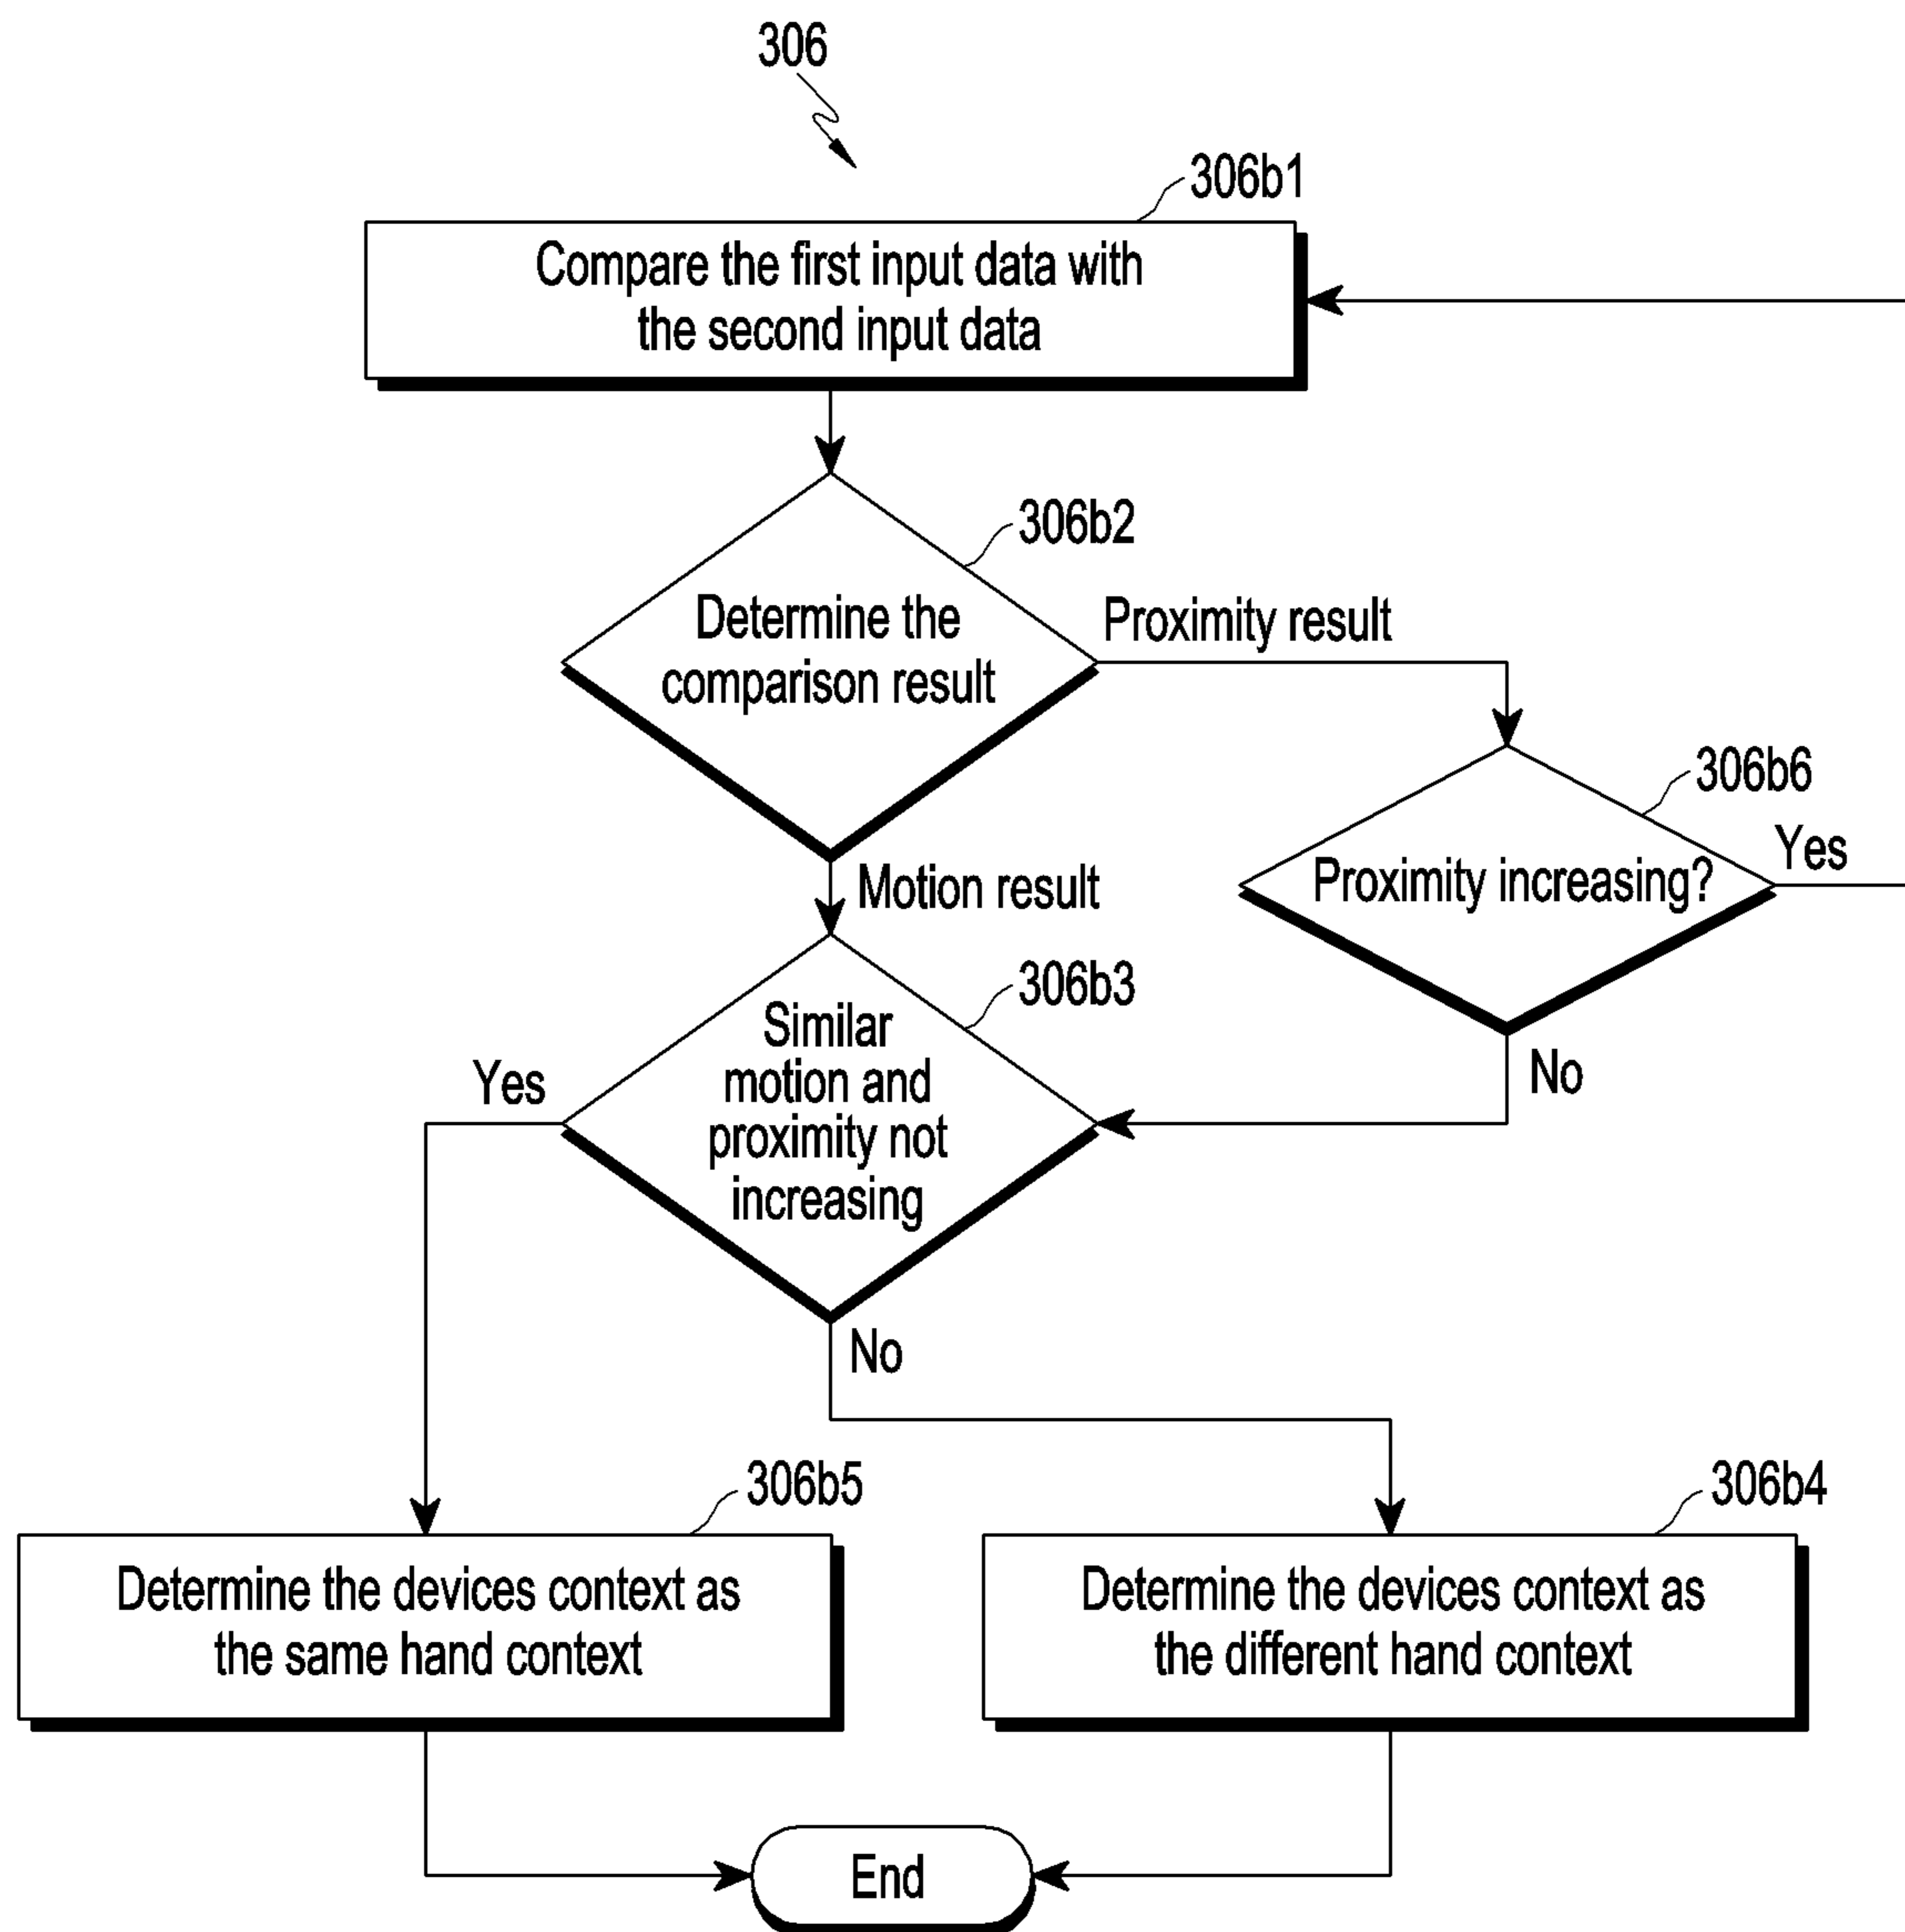 306
306b1
Compare the first input data with
the second input data
306b2
Determine the
comparison result
Proximity result
306b6
Proximity increasing?
Yes
Motion result
306b3
Similar
motion and
proximity not
increasing
Yes
No
No
306b5
Determine the devices context as
the same hand context
306b4
Determine the devices context as
the different hand context
End